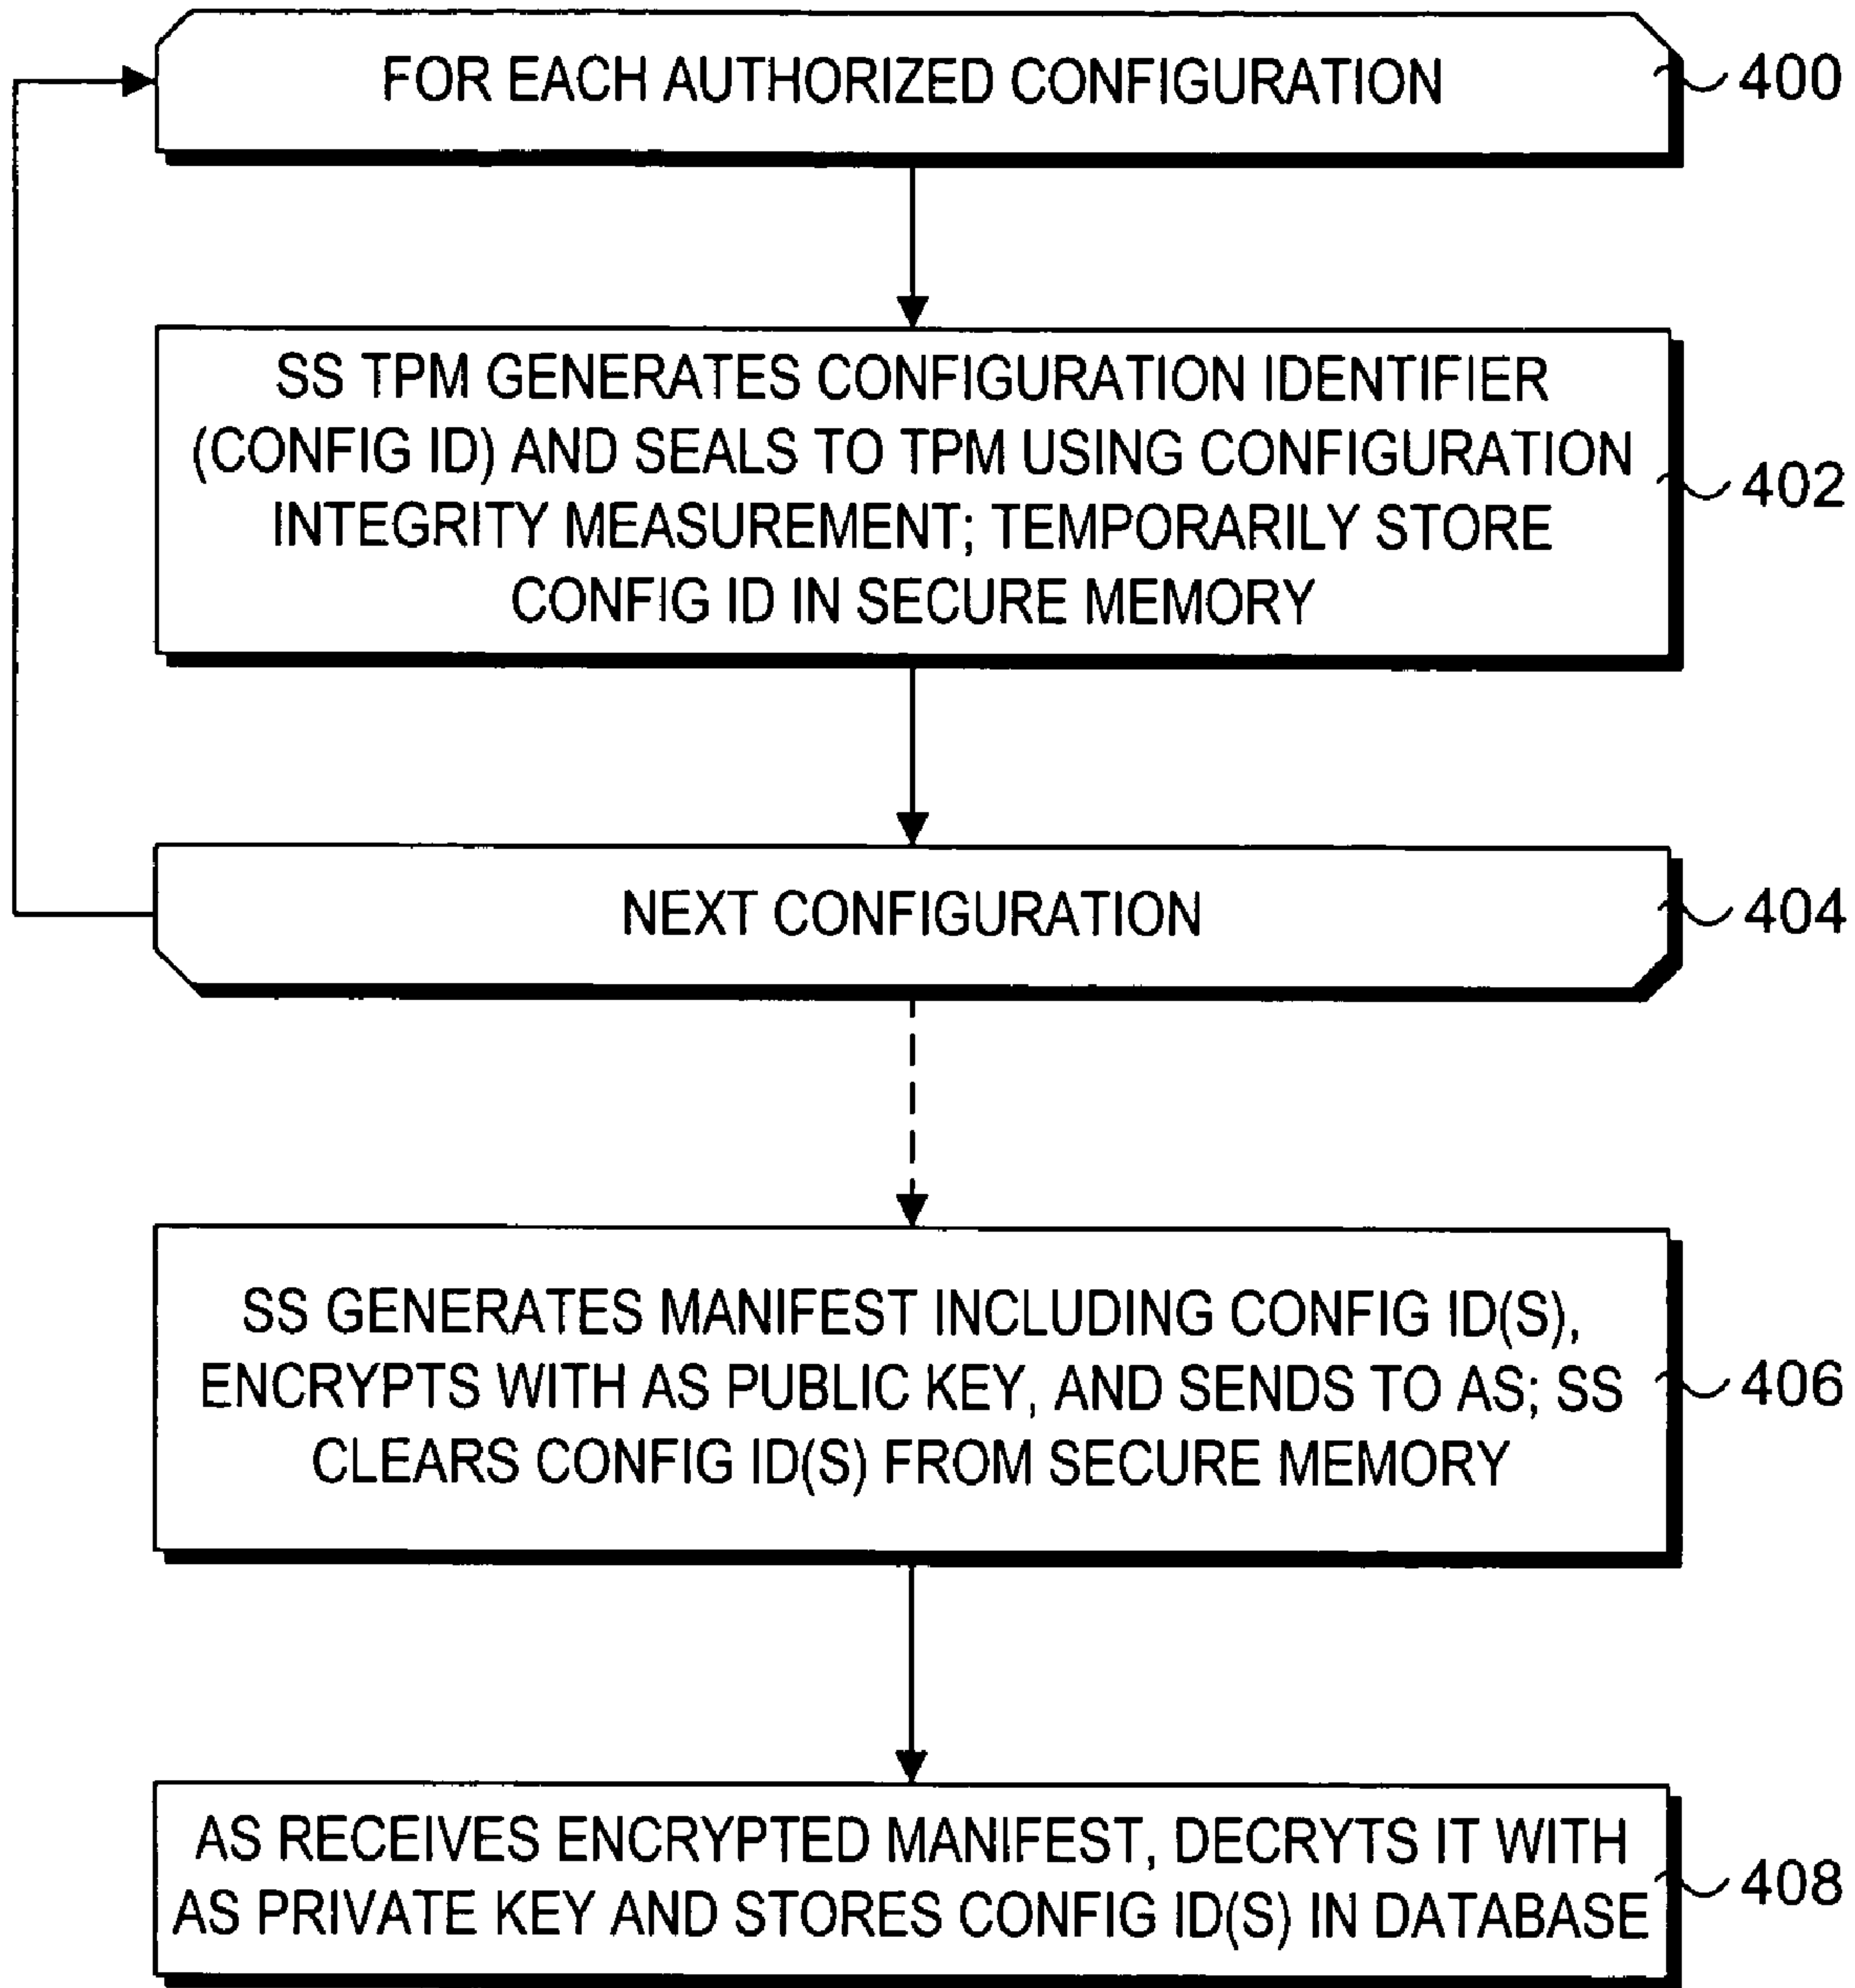 FOR EACH AUTHORIZED CONFIGURATION
400
SS TPM GENERATES CONFIGURATION IDENTIFIER
(CONFIG ID) AND SEALS TO TPM USING CONFIGURATION
INTEGRITY MEASUREMENT; TEMPORARILY STORE
CONFIG ID IN SECURE MEMORY
402
NEXT CONFIGURATION
404
SS GENERATES MANIFEST INCLUDING CONFIG ID(S),
ENCRYPTS WITH AS PUBLIC KEY, AND SENDS TO AS; SS
CLEARS CONFIG ID(S) FROM SECURE MEMORY
406
AS RECEIVES ENCRYPTED MANIFEST, DECRYTS IT WITH
AS PRIVATE KEY AND STORES CONFIG ID(S) IN DATABASE
408